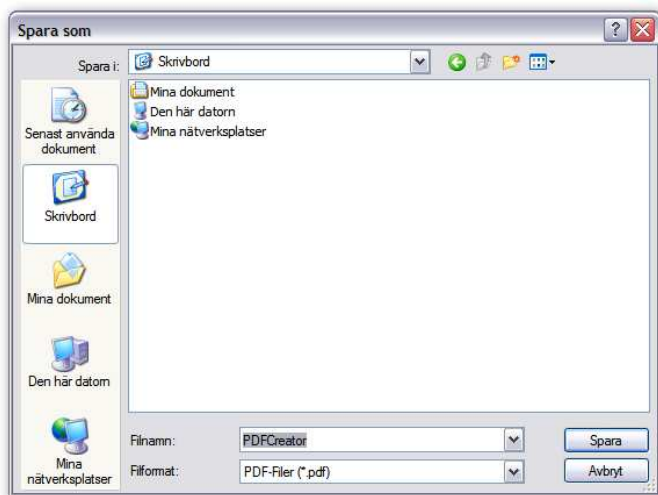 Spara som
Spara i:
Skrivbord
Senast använda
dokument
Skrivbord
Mina dokument
Den här datorn
Mina
nätverksplatser
Mina dokument
Den här datorn
Mina nätverksplatser
Filnamn:
PDFCreator
Spara
Filformat:
PDF-Filer (*.pdf)
Avbryt